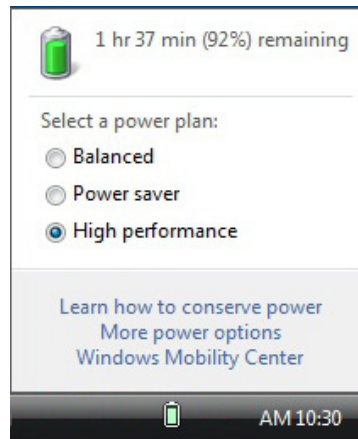 1 hr 37 min (92%) remaining
Select a power plan:
Balanced
Power saver
High performance
Learn how to conserve power
More power options
Windows Mobility Center
AM 10:30